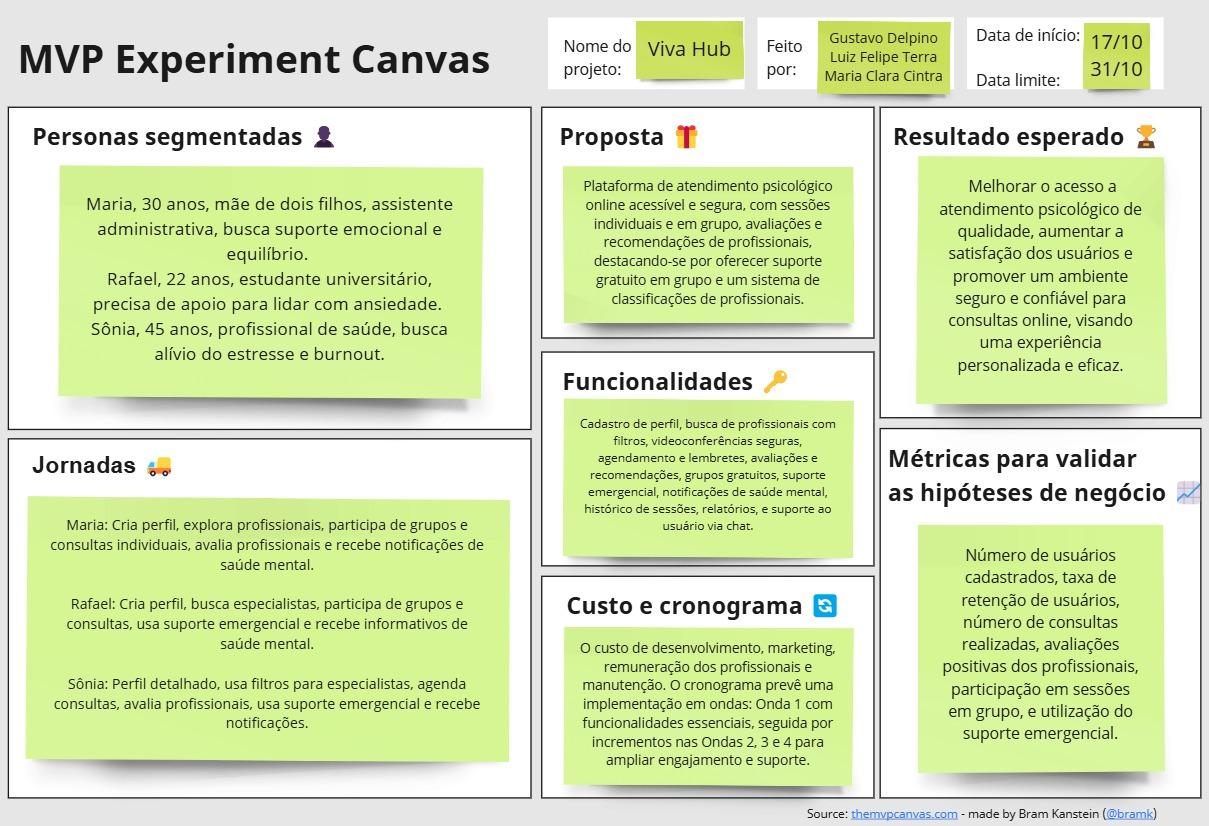 MVP Experiment Canvas
Nome do
projeto:
Viva Hub
Feito
por:
Gustavo Delpino
Luiz Felipe Terra
Maria Clara Cintra
Data de início:
Data limite:
17/10
31/10
Personas segmentadas
Maria, 30 anos, mãe de dois filhos, assistente
administrativa, busca suporte emocional e
equilíbrio.
Rafael, 22 anos, estudante universitário,
precisa de apoio para lidar com ansiedade.
Sônia, 45 anos, profissional de saúde, busca
alívio do estresse e burnout.
Jornadas
Maria: Cria perfil, explora profissionais, participa de grupos e
consultas individuais, avalia profissionais e recebe notificações de
saúde mental.
Rafael: Cria perfil, busca especialistas, participa de grupos e
consultas, usa suporte emergencial e recebe informativos de
saúde mental.
Sônia: Perfil detalhado, usa filtros para especialistas, agenda
consultas, avalia profissionais, usa suporte emergencial e recebe
notificações.
Proposta
Plataforma de atendimento psicológico
online acessível e segura, com sessões
individuais e em grupo, avaliações e
recomendações de profissionais,
destacando-se por oferecer suporte
gratuito em grupo e um sistema de
classificações de profissionais.
Funcionalidades
Cadastro de perfil, busca de profissionais com
filtros, videoconferências seguras,
agendamento e lembretes, avaliações e
recomendações, grupos gratuitos, suporte
emergencial, notificações de saúde mental,
histórico de sessões, relatórios, e suporte ao
usuário via chat.
Custo e cronograma
O custo de desenvolvimento, marketing,
remuneração dos profissionais e
manutenção. O cronograma prevê uma
implementação em ondas: Onda 1 com
funcionalidades essenciais, seguida por
incrementos nas Ondas 2, 3 e 4 para
ampliar engajamento e suporte.
Resultado esperado
Melhorar o acesso a
atendimento psicológico de
qualidade, aumentar a
satisfação dos usuários e
promover um ambiente
seguro e confiável para
consultas online, visando
uma experiência
personalizada e eficaz.
Métricas para validar
as hipóteses de negócio
Número de usuários
cadastrados, taxa de
retenção de usuários,
número de consultas
realizadas, avaliações
positivas dos profissionais,
participação em sessões
em grupo, e utilização do
suporte emergencial.
Source: themvpcanvas.com - made by Bram Kanstein (@bramk)